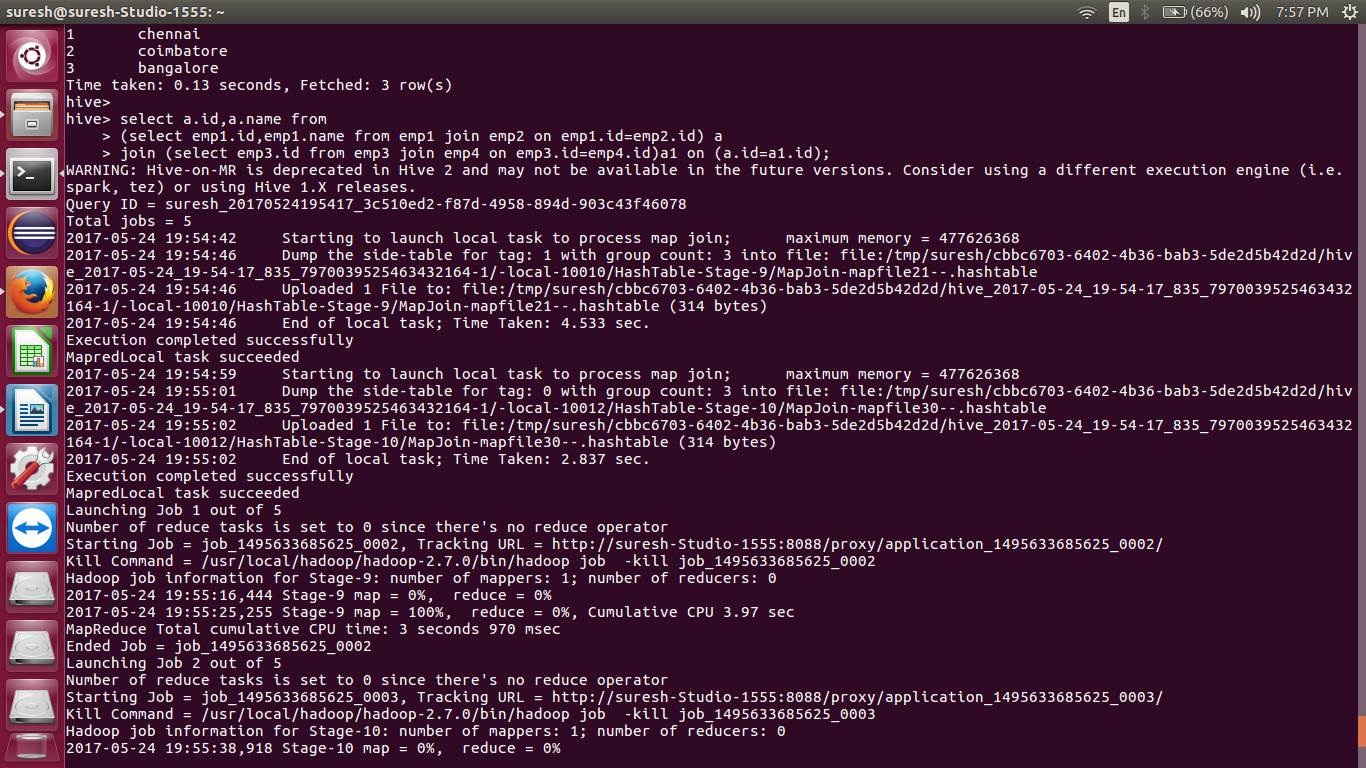 suresh@suresh-Studio-1555: ~
En
(66%)
7:57 PM
1 chennai
2 coimbatore
3 bangalore
Time taken: 0.13 seconds, Fetched: 3 row(s)
hive>
hive> select a.id,a.name from
> (select emp1.id,emp1.name from emp1 join emp2 on emp1.id=emp2.id) a
> join (select emp3.id from emp3 join emp4 on emp3.id=emp4.id)a1 on (a.id=a1.id);
WARNING: Hive-on-MR is deprecated in Hive 2 and may not be available in the future versions. Consider using a different execution engine (i.e.
spark, tez) or using Hive 1.X releases.
Query ID = suresh_20170524195417_3c510ed2-f87d-4958-894d-903c43f46078
Total jobs = 5
2017-05-24 19:54:42 Starting to launch local task to process map join; maximum memory = 477626368
2017-05-24 19:54:46 Dump the side-table for tag: 1 with group count: 3 into file: file:/tmp/suresh/cbbc6703-6402-4b36-bab3-5de2d5b42d2d/hiv
e_2017-05-24_19-54-17_835_7970039525463432164-1/-local-10010/HashTable-Stage-9/MapJoin-mapfile21--.hashtable
2017-05-24 19:54:46 Uploaded 1 File to: file:/tmp/suresh/cbbc6703-6402-4b36-bab3-5de2d5b42d2d/hive_2017-05-24_19-54-17_835_7970039525463432
164-1/-local-10010/HashTable-Stage-9/MapJoin-mapfile21--.hashtable (314 bytes)
2017-05-24 19:54:46 End of local task; Time Taken: 4.533 sec.
Execution completed successfully
MapredLocal task succeeded
2017-05-24 19:54:59 Starting to launch local task to process map join; maximum memory = 477626368
2017-05-24 19:55:01 Dump the side-table for tag: 0 with group count: 3 into file: file:/tmp/suresh/cbbc6703-6402-4b36-bab3-5de2d5b42d2d/hiv
e_2017-05-24_19-54-17_835_7970039525463432164-1/-local-10012/HashTable-Stage-10/MapJoin-mapfile30--.hashtable
2017-05-24 19:55:02 Uploaded 1 File to: file:/tmp/suresh/cbbc6703-6402-4b36-bab3-5de2d5b42d2d/hive_2017-05-24_19-54-17_835_7970039525463432
164-1/-local-10012/HashTable-Stage-10/MapJoin-mapfile30--.hashtable (314 bytes)
2017-05-24 19:55:02 End of local task; Time Taken: 2.837 sec.
Execution completed successfully
MapredLocal task succeeded
Launching Job 1 out of 5
Number of reduce tasks is set to 0 since there's no reduce operator
Starting Job = job_1495633685625_0002, Tracking URL = http://suresh-Studio-1555:8088/proxy/application_1495633685625_0002/
Kill Command = /usr/local/hadoop/hadoop-2.7.0/bin/hadoop job  -kill job_1495633685625_0002
Hadoop job information for Stage-9: number of mappers: 1; number of reducers: 0
2017-05-24 19:55:16,444 Stage-9 map = 0%,  reduce = 0%
2017-05-24 19:55:25,255 Stage-9 map = 100%,  reduce = 0%, Cumulative CPU 3.97 sec
MapReduce Total cumulative CPU time: 3 seconds 970 msec
Ended Job = job_1495633685625_0002
Launching Job 2 out of 5
Number of reduce tasks is set to 0 since there's no reduce operator
Starting Job = job_1495633685625_0003, Tracking URL = http://suresh-Studio-1555:8088/proxy/application_1495633685625_0003/
Kill Command = /usr/local/hadoop/hadoop-2.7.0/bin/hadoop job  -kill job_1495633685625_0003
Hadoop job information for Stage-10: number of mappers: 1; number of reducers: 0
2017-05-24 19:55:38,918 Stage-10 map = 0%,  reduce = 0%